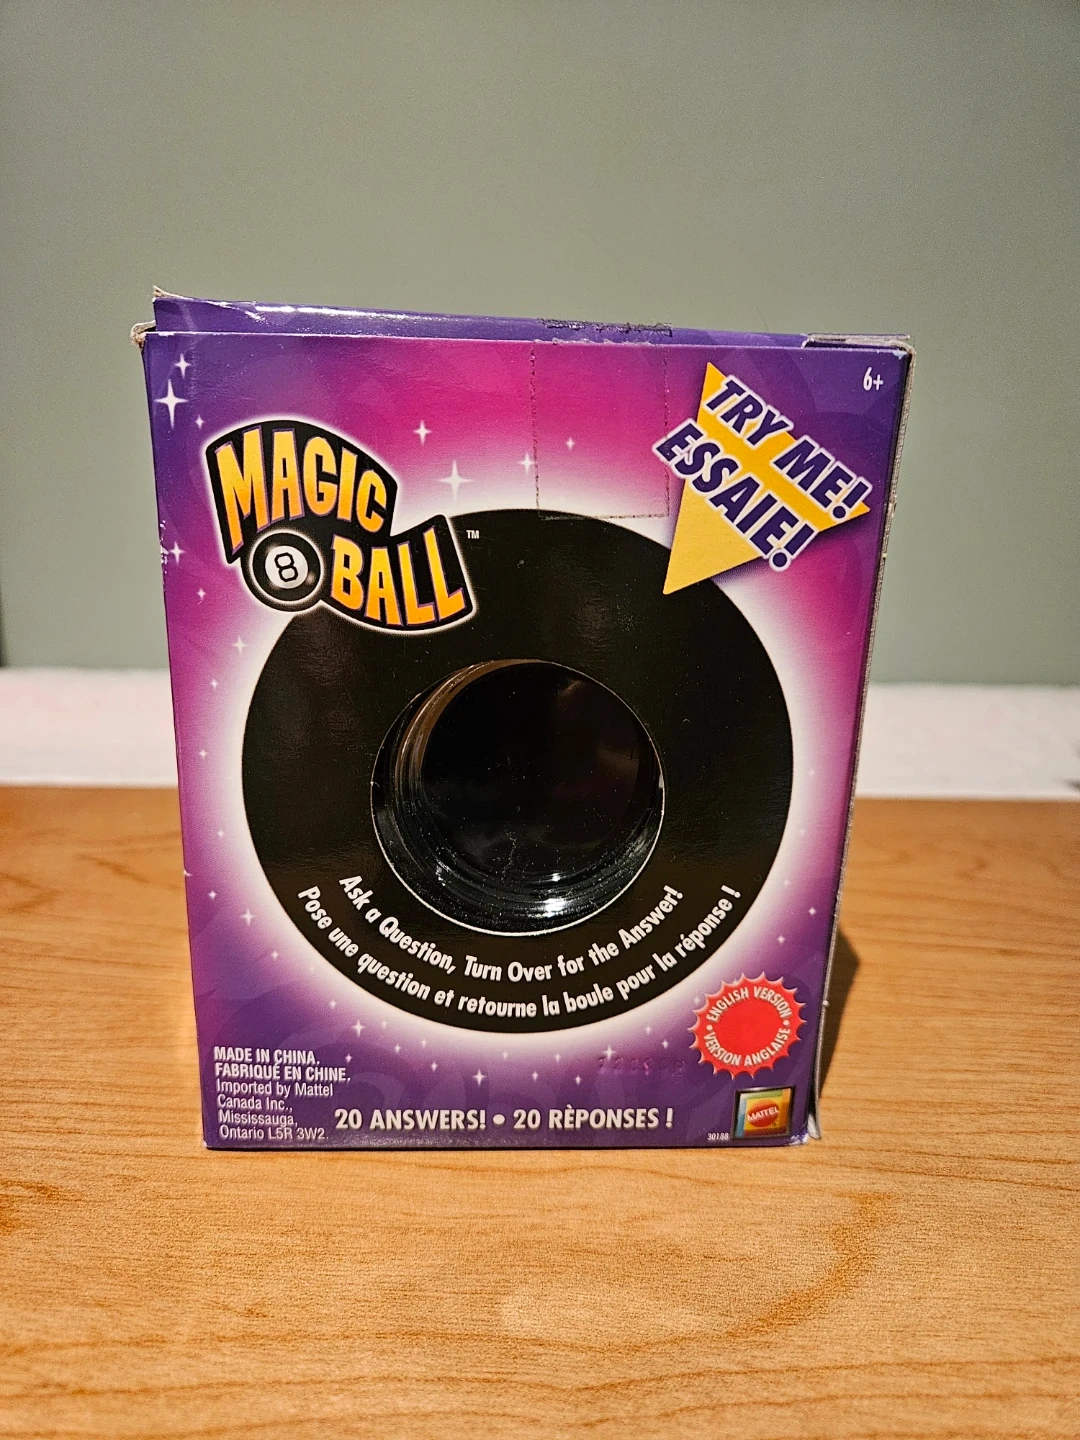 6+
TRY ME!
ESSAIE!
MAGIC
8 BALL™
Ask a Question, Turn Over for the Answer!
Pose une question et retourne la boule pour la réponse !
• ENGLISH VERSION •
VERSION ANGLAISE
MADE IN CHINA.
FABRIQUÉ EN CHINE.
Imported by Mattel
Canada Inc.,
Mississauga,
Ontario L5R 3W2.
20 ANSWERS! • 20 RÈPONSES !
30188
MATTEL